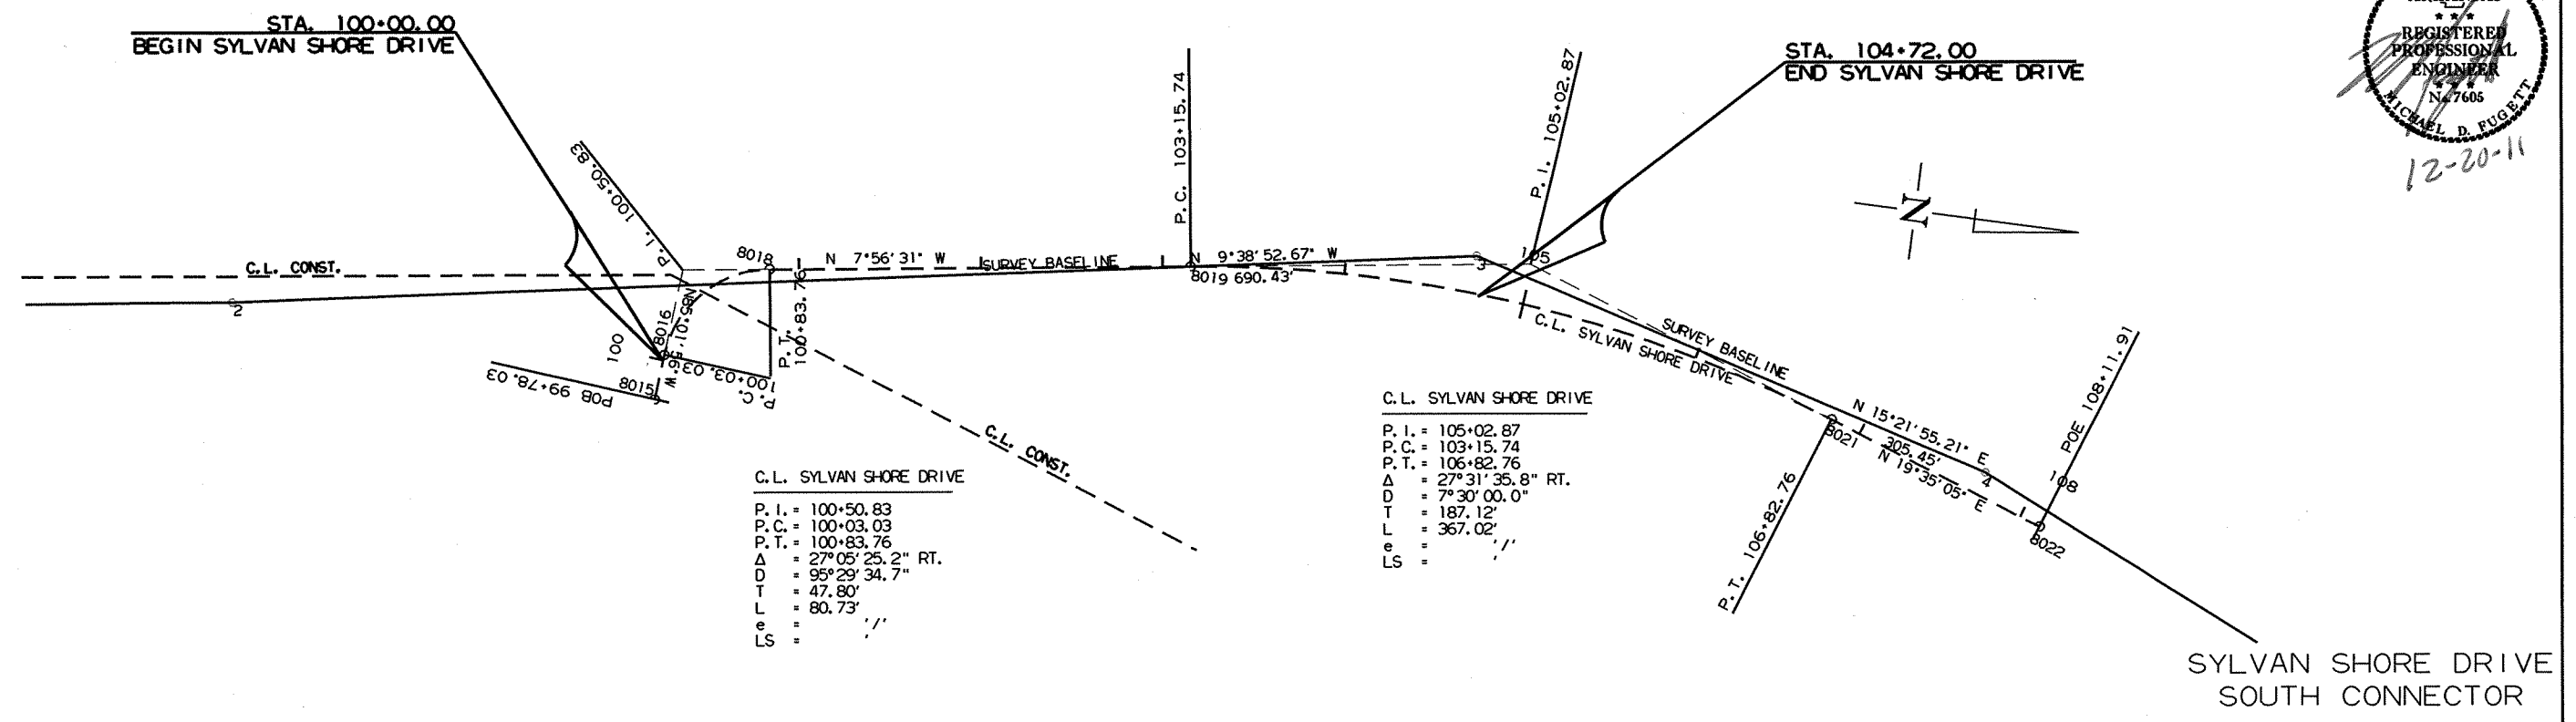 STA. 100+00.00
BEGIN SYLVAN SHORE DRIVE
STA. 104+72.00
END SYLVAN SHORE DRIVE
REGISTERED
PROFESSIONAL
ENGINEER
No. 7605
MICHAEL D. FUGETT
12-20-11
P.I. 100+50.83
P.C. 103+15.74
P.I. 105+02.87
N
C.L. CONST.
2
8018
N 7°56'31" W
SURVEY BASELINE
N 9°38'52.67" W
8019 690.43'
3
105
100
8016
N85°01'56"W
P.T. 100+83.76
P.C. 100+03.03
8015
POB 99+78.03
C.L. CONST.
C.L. SYLVAN SHORE DRIVE
SURVEY BASELINE
N 15°21'55.21" E
305.45'
N 19°35'05" E
8021
4
108
8022
POE 108+11.91
P.T. 106+82.76
C.L. SYLVAN SHORE DRIVE
P.I. = 100+50.83
P.C. = 100+03.03
P.T. = 100+83.76
Δ = 27°05'25.2" RT.
D = 95°29'34.7"
T = 47.80'
L = 80.73'
e = '/'
LS = '
C.L. SYLVAN SHORE DRIVE
P.I. = 105+02.87
P.C. = 103+15.74
P.T. = 106+82.76
Δ = 27°31'35.8" RT.
D = 7°30'00.0"
T = 187.12'
L = 367.02'
e = '/'
LS = '
SYLVAN SHORE DRIVE
SOUTH CONNECTOR